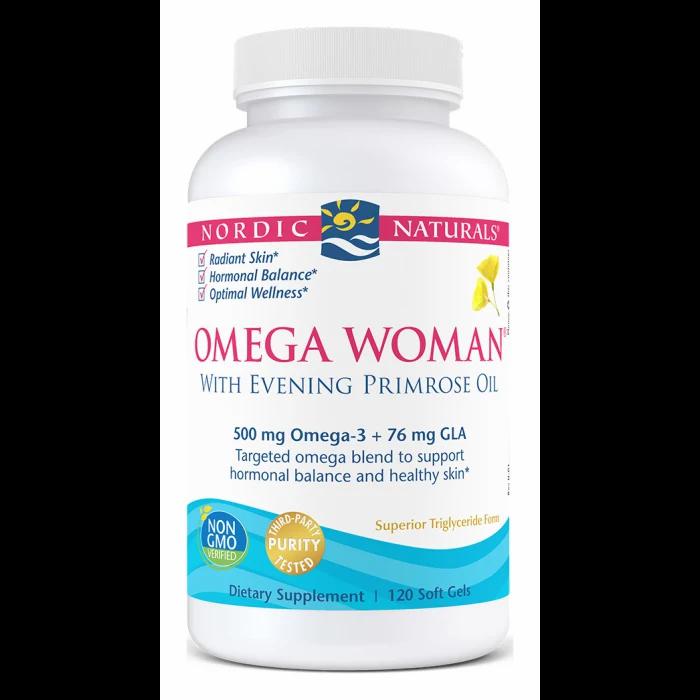 NORDIC NATURALS®
Radiant Skin*
Hormonal Balance*
Optimal Wellness*
OMEGA WOMAN®
WITH EVENING PRIMROSE OIL
500 mg Omega-3 + 76 mg GLA
Targeted omega blend to support
hormonal balance and healthy skin*
Superior Triglyceride Form
NON
GMO
VERIFIED
THIRD-PARTY
PURITY
TESTED
Dietary Supplement | 120 Soft Gels